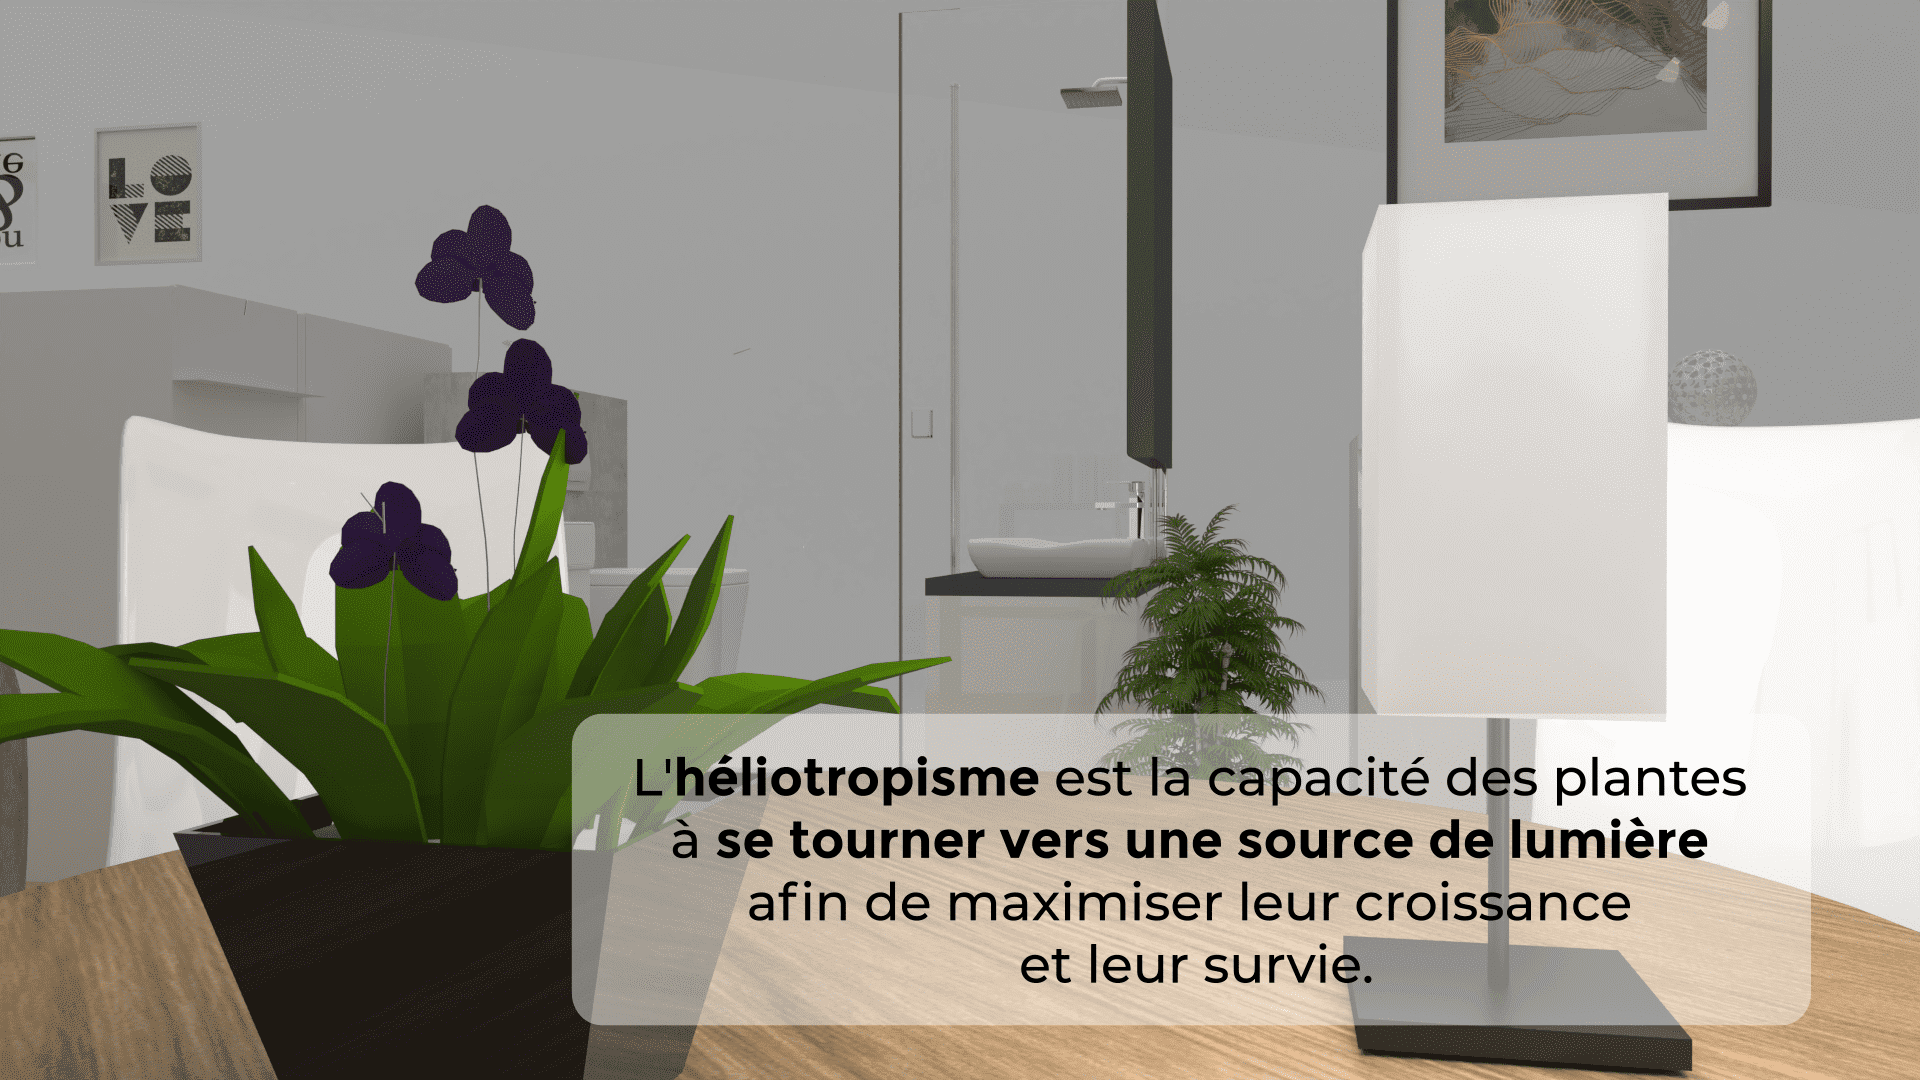 LO
VE
L'héliotropisme est la capacité des plantes
à se tourner vers une source de lumière
afin de maximiser leur croissance
et leur survie.